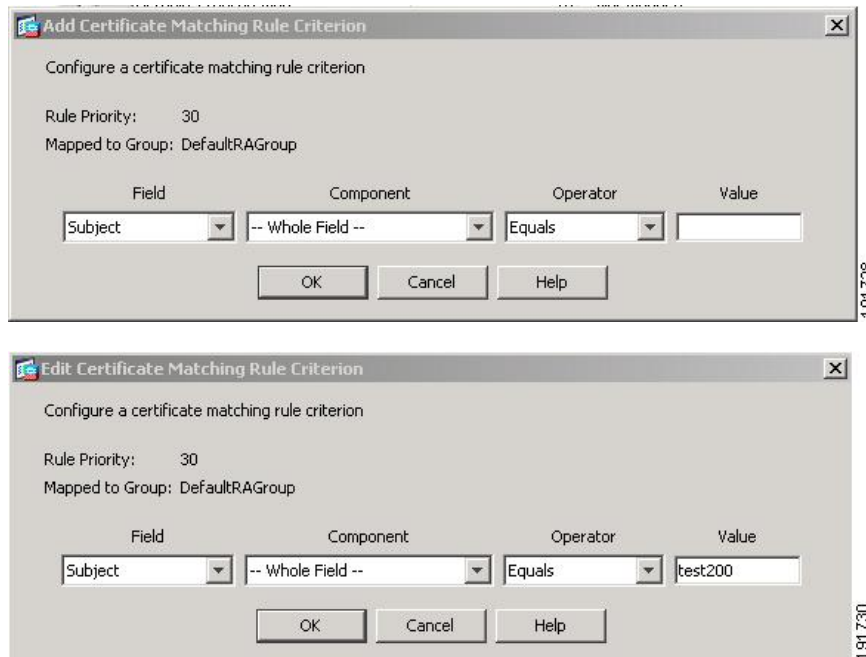 Add Certificate Matching Rule Criterion
Configure a certificate matching rule criterion
Rule Priority: 30
Mapped to Group: DefaultRAGroup
Field Component Operator Value
Subject -- Whole Field -- Equals
OK Cancel Help
Edit Certificate Matching Rule Criterion
Configure a certificate matching rule criterion
Rule Priority: 30
Mapped to Group: DefaultRAGroup
Field Component Operator Value
Subject -- Whole Field -- Equals test200
OK Cancel Help
191730